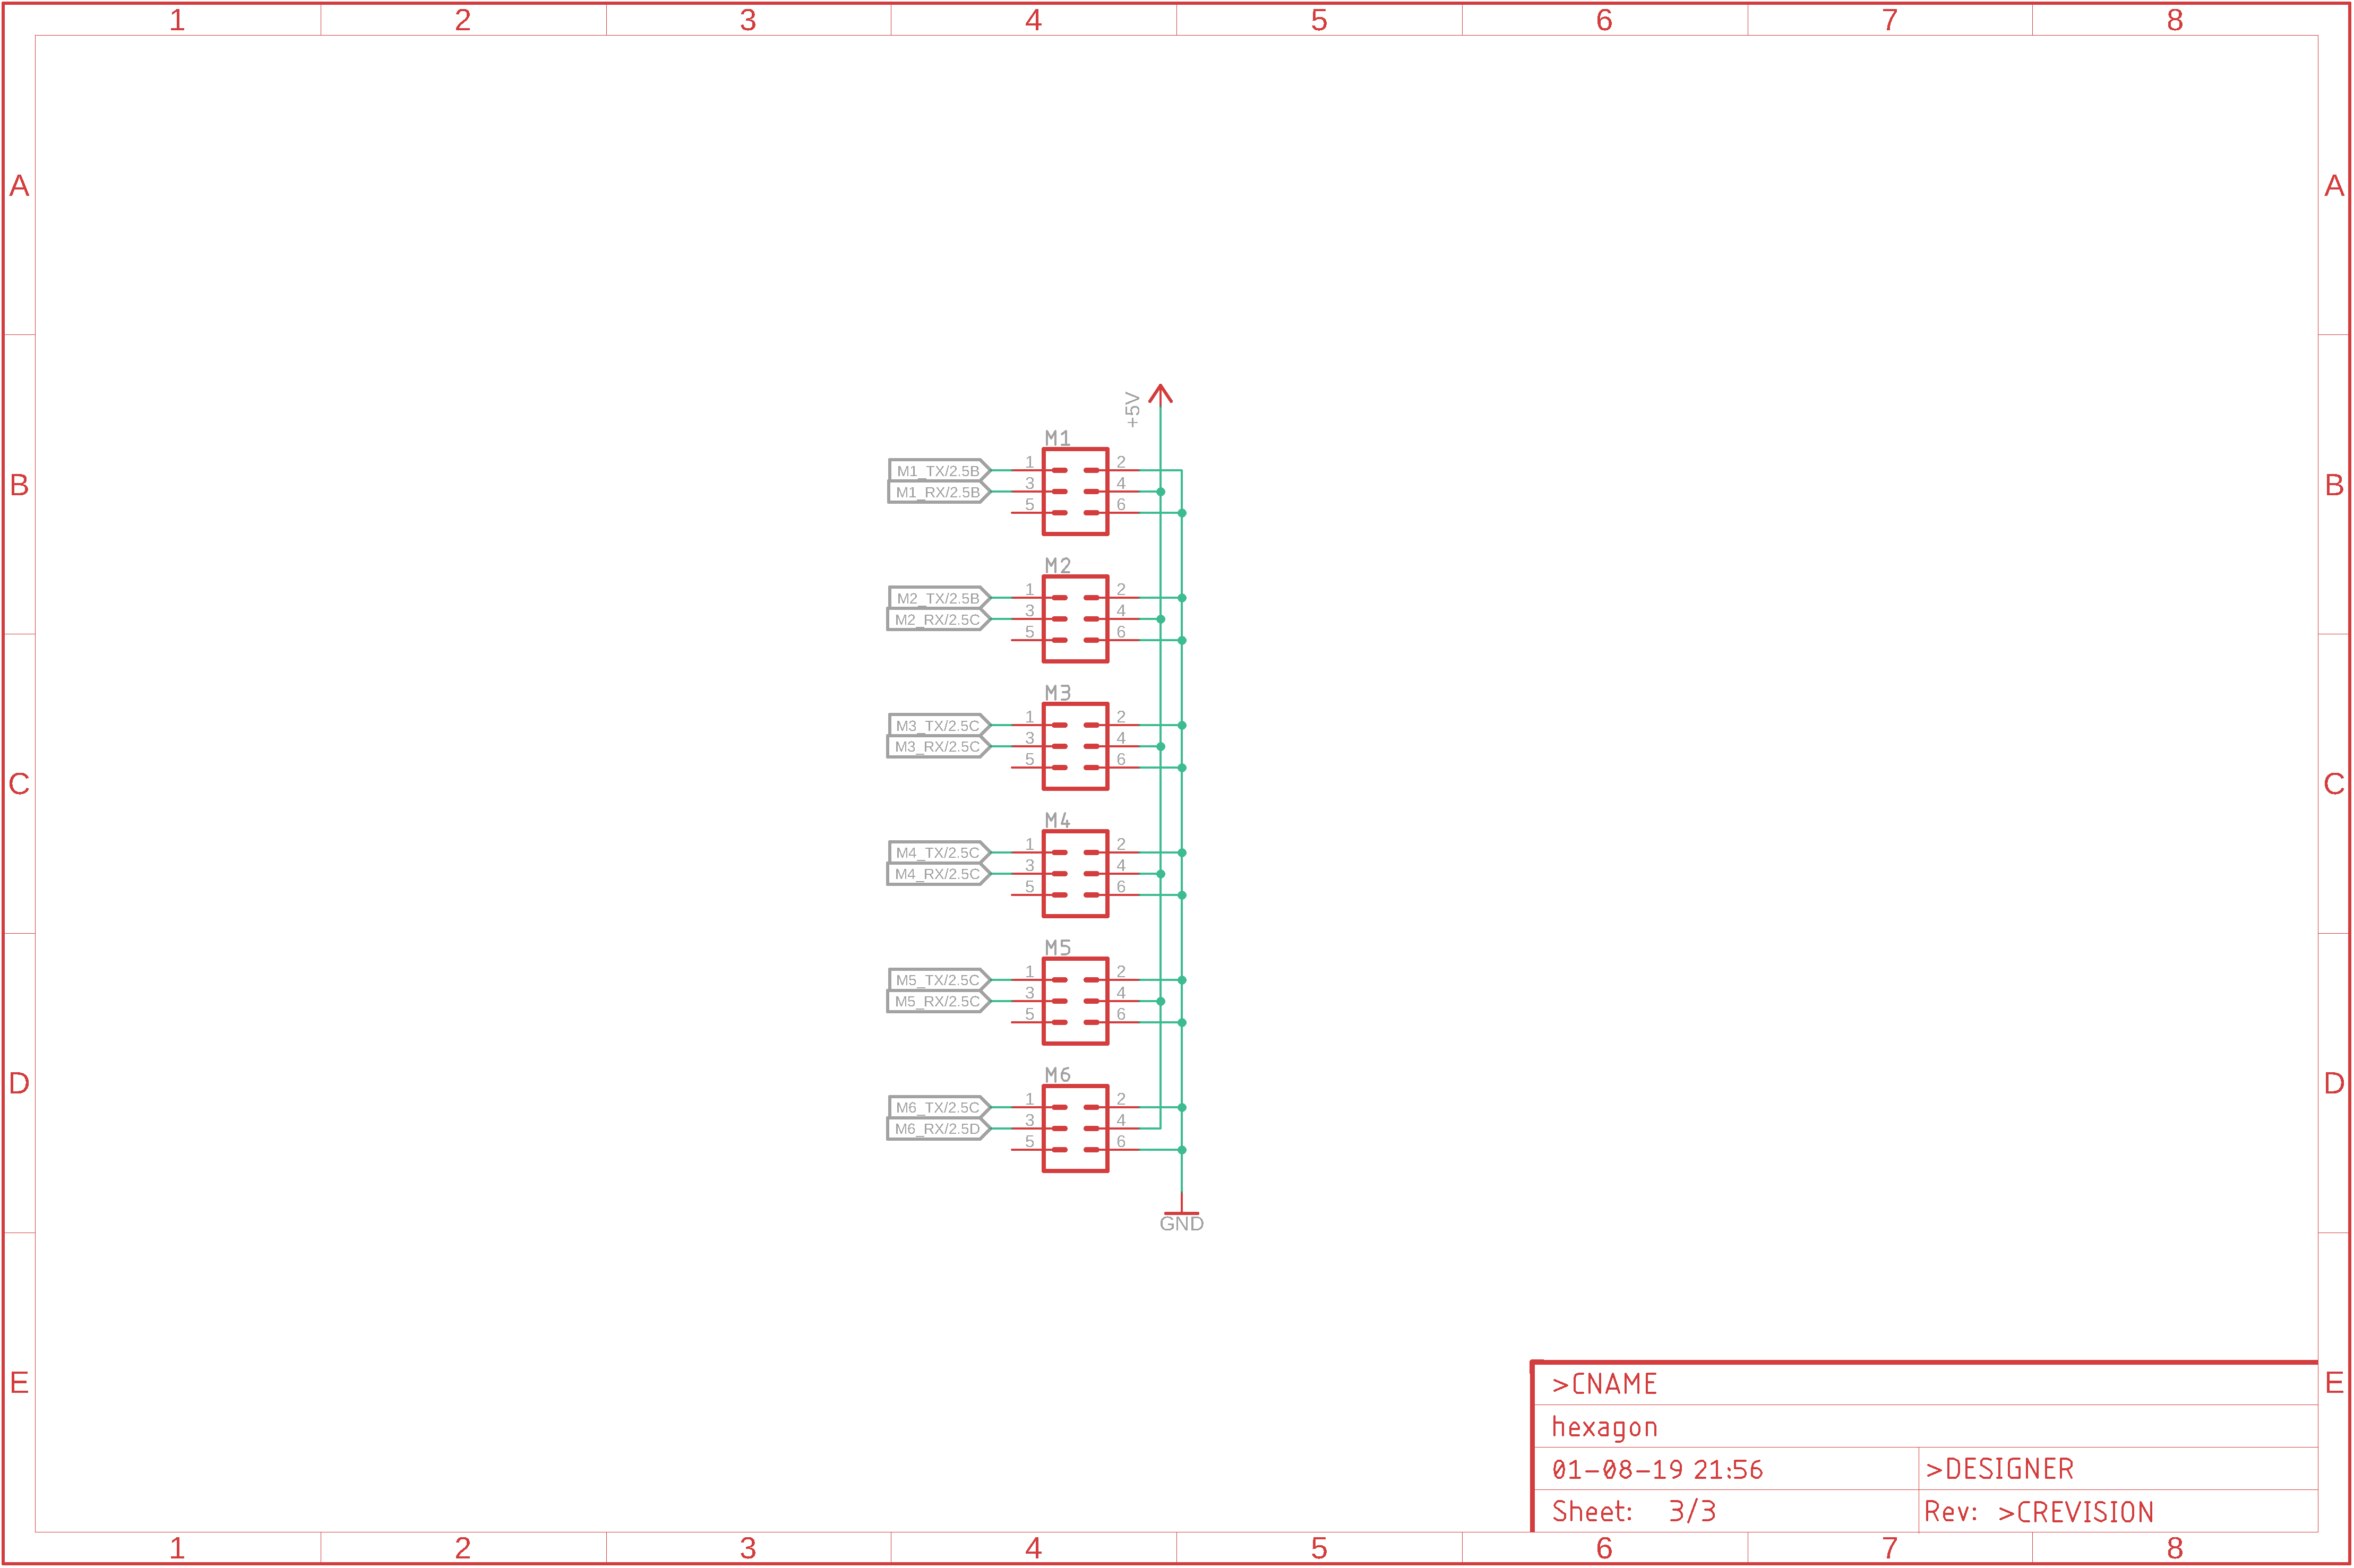 1 2 3 4 5 6 7 8
A A
+5V
M1
M1_TX/2.5B 1 2
M1_RX/2.5B 3 4
5 6
B B
M2
M2_TX/2.5B 1 2
M2_RX/2.5C 3 4
5 6
M3
M3_TX/2.5C 1 2
M3_RX/2.5C 3 4
5 6
C C
M4
M4_TX/2.5C 1 2
M4_RX/2.5C 3 4
5 6
M5
M5_TX/2.5C 1 2
M5_RX/2.5C 3 4
5 6
D D
M6
M6_TX/2.5C 1 2
M6_RX/2.5D 3 4
5 6
GND
E E
>CNAME
hexagon
01-08-19 21:56 >DESIGNER
Sheet: 3/3 Rev: >CREVISION
1 2 3 4 5 6 7 8